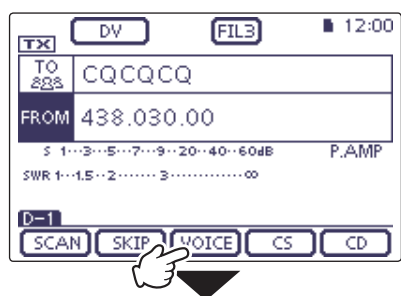 DV FIL3 12:00
TX
TO CQCQCQ
FROM 438.030.00
S 1··3··5··7··9··20··40··60dB P.AMP
SWR 1··1.5··2······3············∞
D-1
SCAN SKIP VOICE CS CD